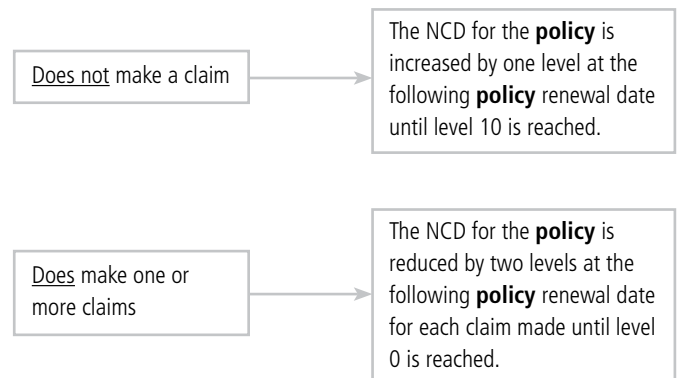 Does not make a claim
The NCD for the policy is
increased by one level at the
following policy renewal date
until level 10 is reached.
Does make one or
more claims
The NCD for the policy is
reduced by two levels at the
following policy renewal date
for each claim made until level
0 is reached.